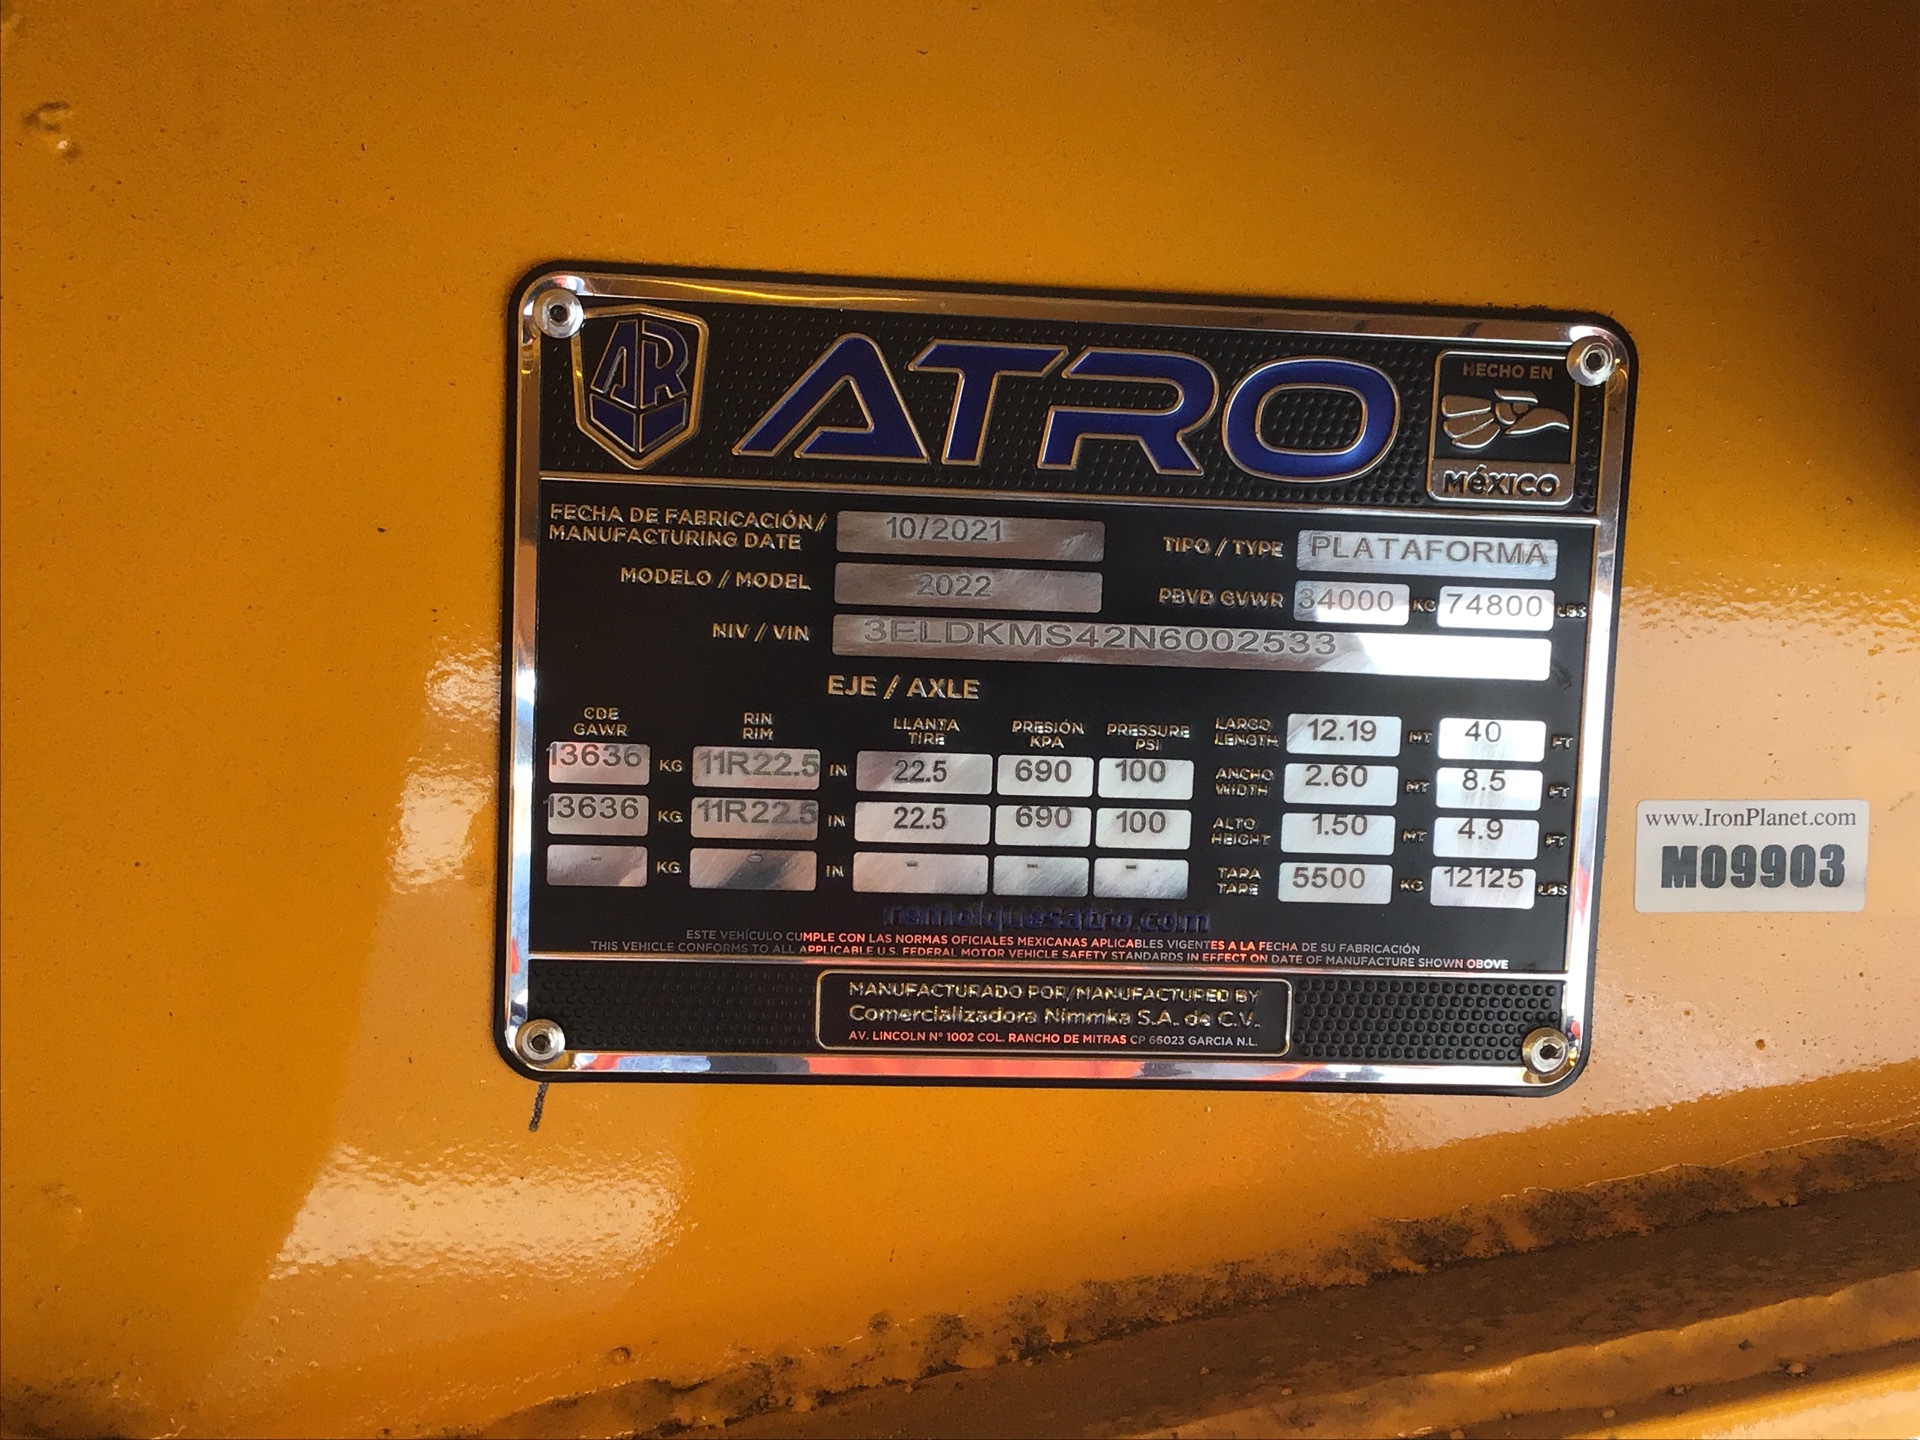 AR
ATRO
HECHO EN
MéXICO
FECHA DE FABRICACIÓN /
MANUFACTURING DATE
10/2021
TIPO / TYPE PLATAFORMA
MODELO / MODEL 2022
PBVD GVWR 34000 KG 74800 LBS
NIV / VIN 3ELDKMS42N6002533
EJE / AXLE
CDE
GAWR
RIN
RIM
LLANTA
TIRE
PRESIÓN
KPA
PRESSURE
PSI
13636 KG 11R22.5 IN 22.5 690 100
13636 KG 11R22.5 IN 22.5 690 100
- KG - IN - - -
LARGO
LENGTH
12.19 MT 40 FT
ANCHO
WIDTH
2.60 MT 8.5 FT
ALTO
HEIGHT
1.50 MT 4.9 FT
TARA
TARE
5500 KG 12125 LBS
remolquesatro.com
ESTE VEHÍCULO CUMPLE CON LAS NORMAS OFICIALES MEXICANAS APLICABLES VIGENTES A LA FECHA DE SU FABRICACIÓN
THIS VEHICLE CONFORMS TO ALL APPLICABLE U.S. FEDERAL MOTOR VEHICLE SAFETY STANDARDS IN EFFECT ON DATE OF MANUFACTURE SHOWN OBOVE
MANUFACTURADO POR/MANUFACTURED BY
Comercializadora Nimmka S.A. de C.V.
AV. LINCOLN Nº 1002 COL. RANCHO DE MITRAS CP 66023 GARCIA N.L.
www.IronPlanet.com
M09903